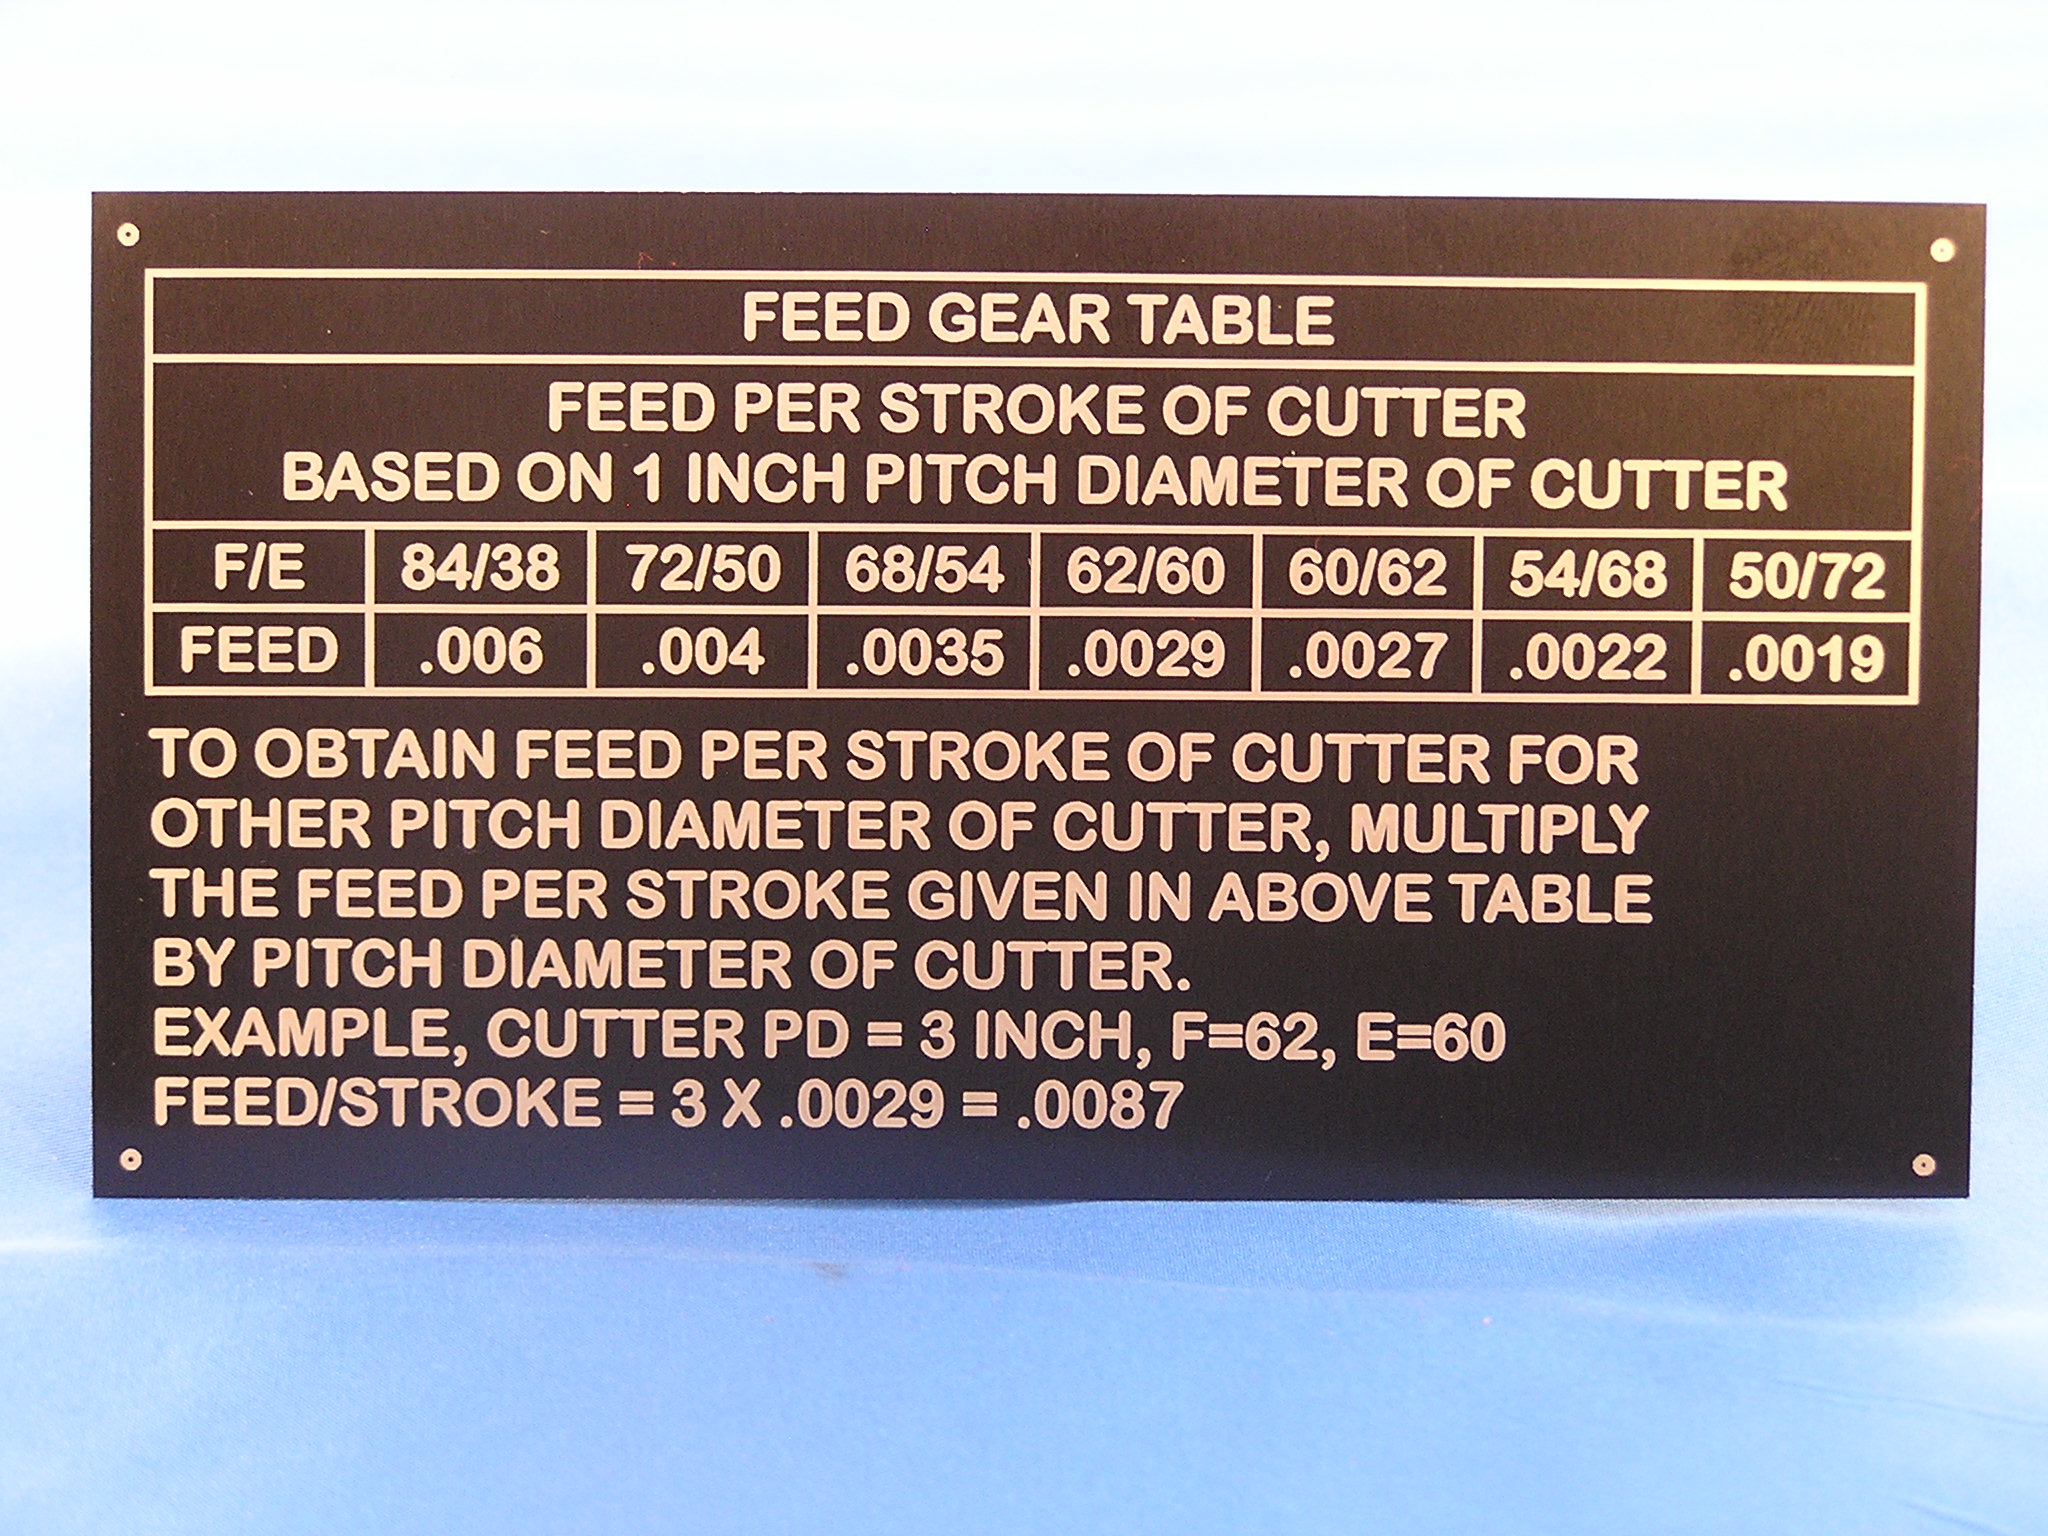 FEED GEAR TABLE
FEED PER STROKE OF CUTTER
BASED ON 1 INCH PITCH DIAMETER OF CUTTER
F/E 84/38 72/50 68/54 62/60 60/62 54/68 50/72
FEED .006 .004 .0035 .0029 .0027 .0022 .0019
TO OBTAIN FEED PER STROKE OF CUTTER FOR
OTHER PITCH DIAMETER OF CUTTER, MULTIPLY
THE FEED PER STROKE GIVEN IN ABOVE TABLE
BY PITCH DIAMETER OF CUTTER.
EXAMPLE, CUTTER PD = 3 INCH, F=62, E=60
FEED/STROKE = 3 X .0029 = .0087